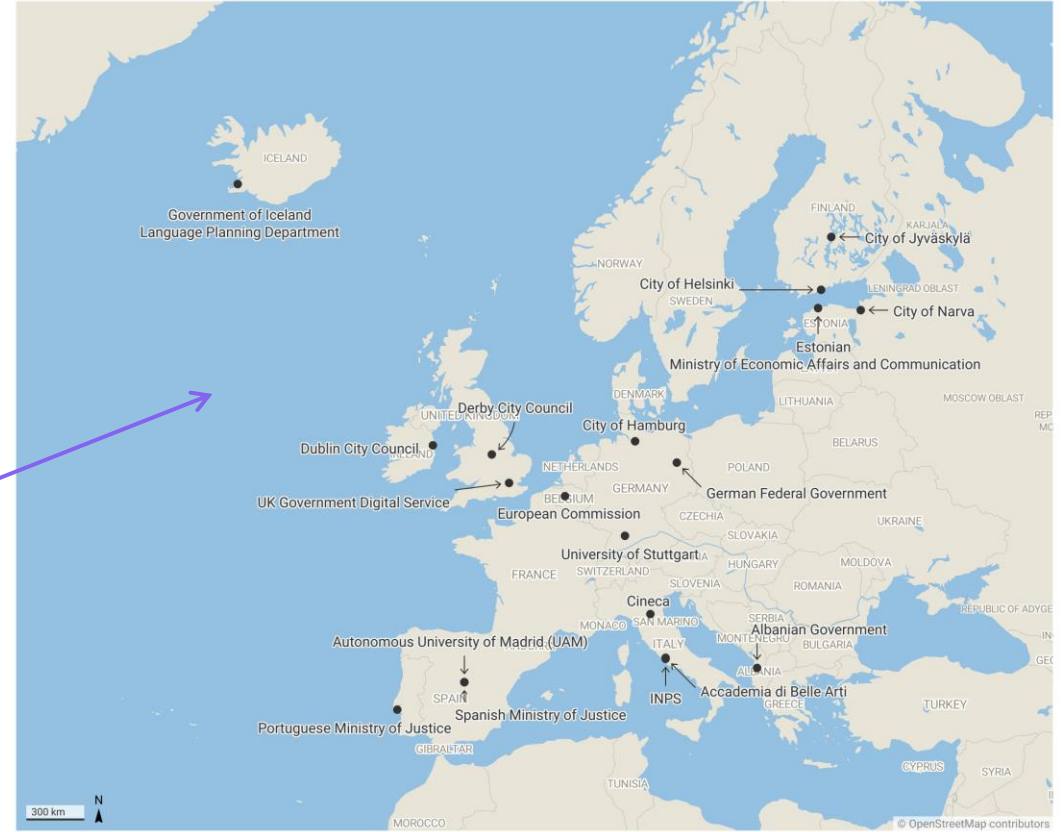 ICELAND
Government of Iceland
Language Planning Department
FINLAND
KARJALA
City of Jyväskylä
NORWAY
City of Helsinki
LENINGRAD OBLAST
SWEDEN
City of Narva
ESTONIA
Estonian
Ministry of Economic Affairs and Communication
DENMARK
LITHUANIA
MOSCOW OBLAST
Derby City Council
UNITED KINGDOM
City of Hamburg
Dublin City Council
IRELAND
BELARUS
NETHERLANDS
POLAND
GERMANY
German Federal Government
UK Government Digital Service
BELGIUM
European Commission
CZECHIA
UKRAINE
SLOVAKIA
University of Stuttgart
HUNGARY
MOLDOVA
FRANCE
SWITZERLAND
SLOVENIA
ROMANIA
Cineca
REPUBLIC OF ADYGE
MONACO
SAN MARINO
SERBIA
Albanian Government
Autonomous University of Madrid (UAM)
ITALY
MONTENEGRO
BULGARIA
ALBANIA
SPAIN
INPS
Accademia di Belle Arti
GREECE
TURKEY
Spanish Ministry of Justice
Portuguese Ministry of Justice
GIBRALTAR
CYPRUS
SYRIA
TUNISIA
300 km
N
MOROCCO
© OpenStreetMap contributors